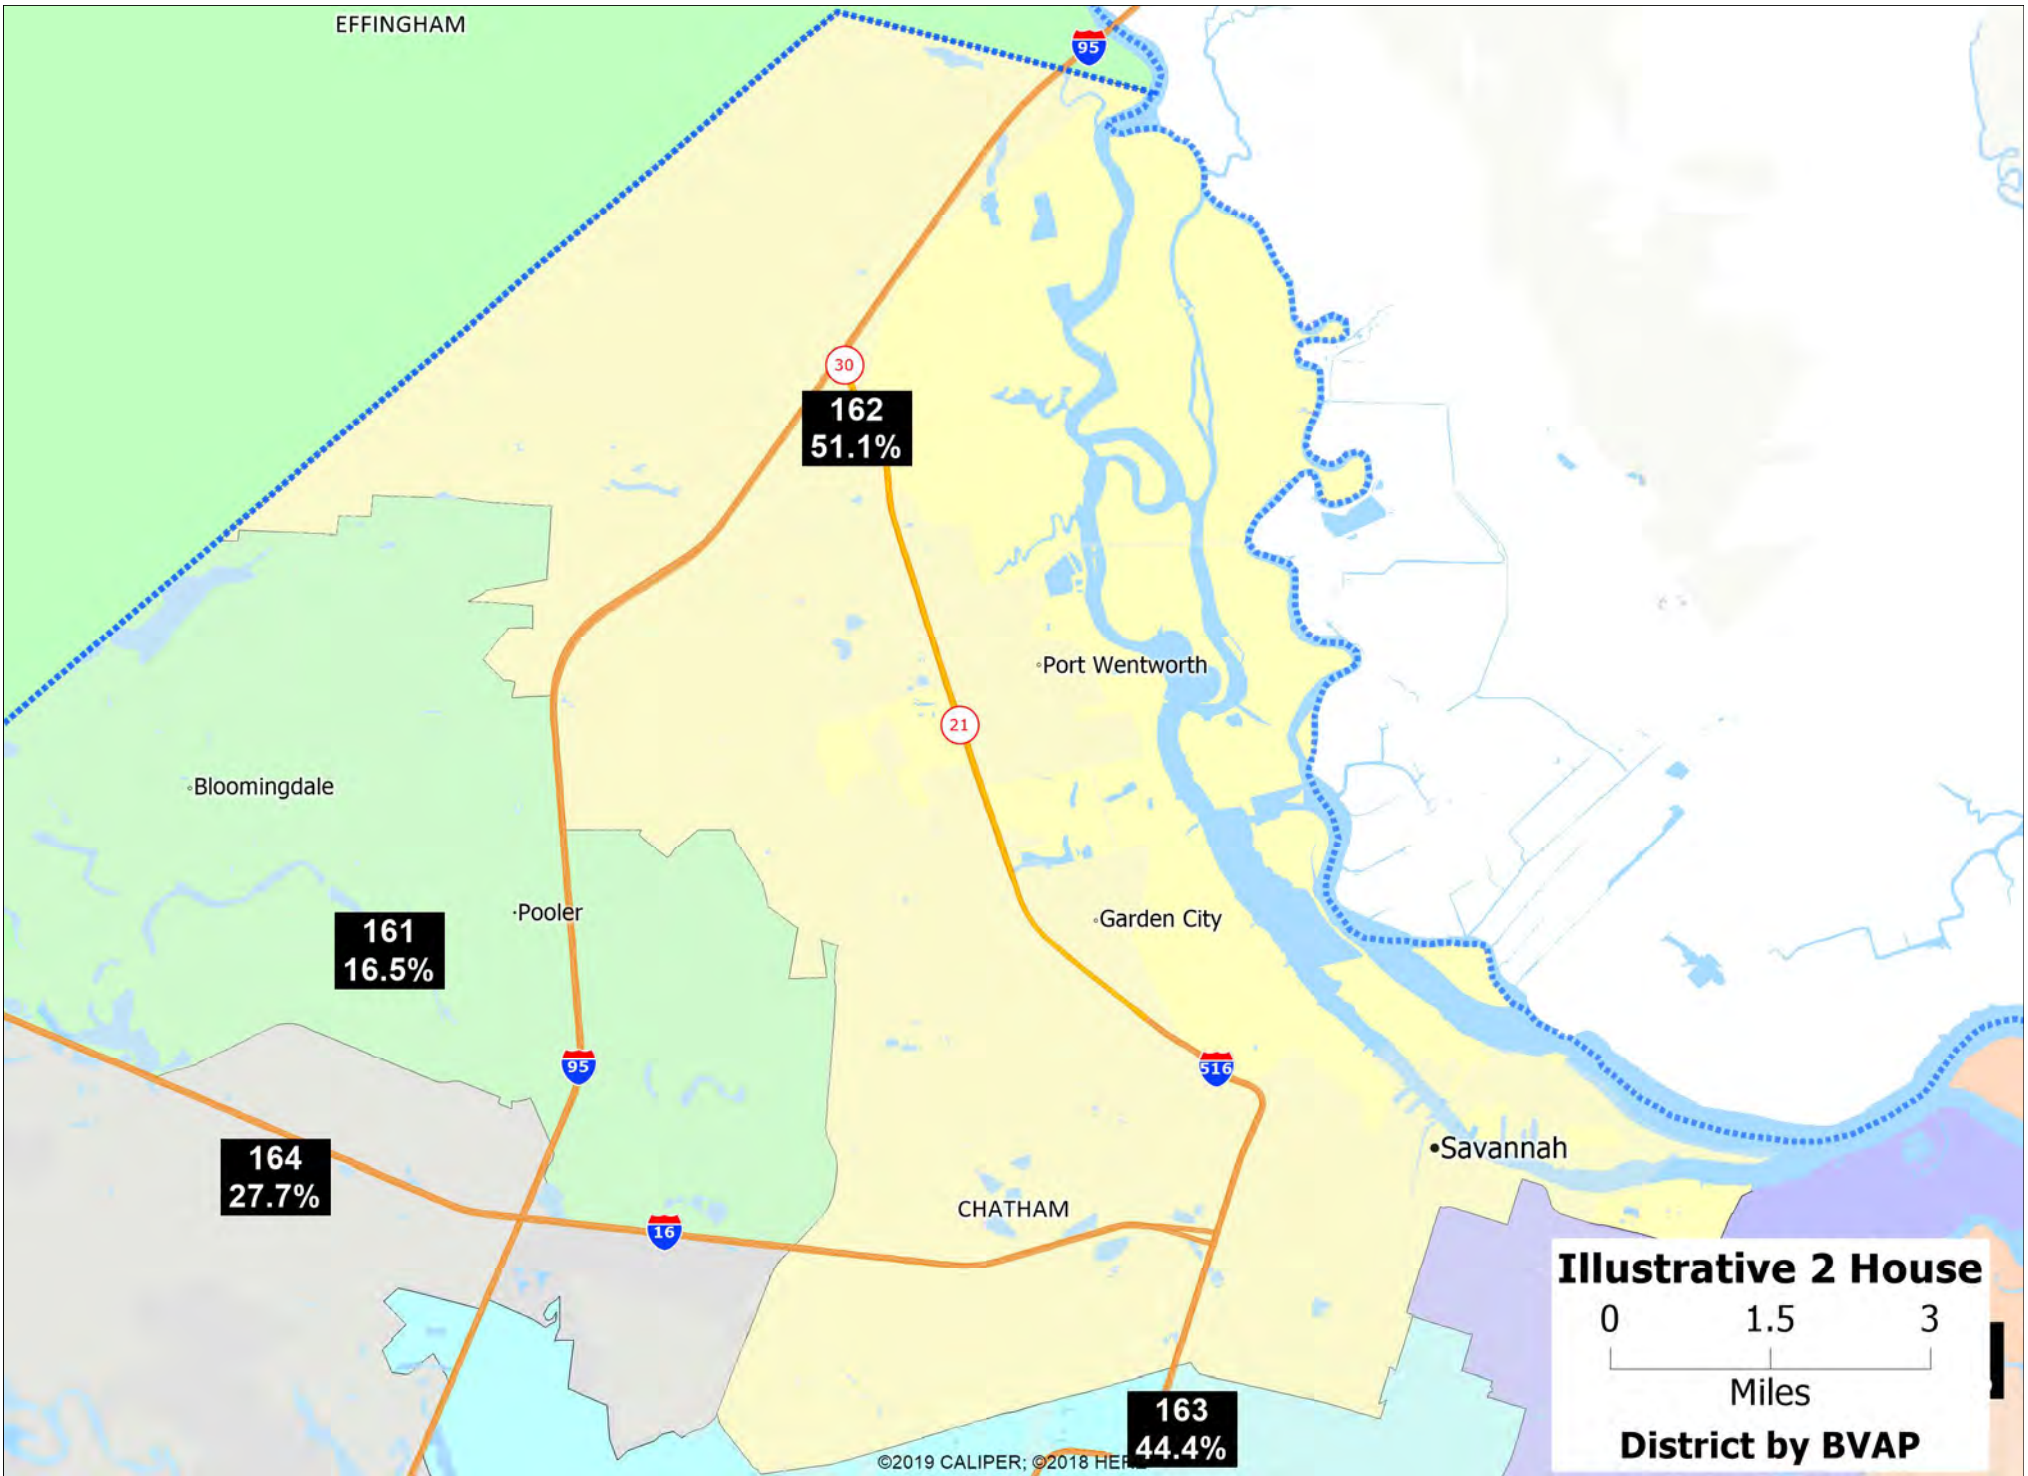 EFFINGHAM
95
30
162
51.1%
Port Wentworth
21
Bloomingdale
Pooler
Garden City
161
16.5%
95
516
Savannah
164
27.7%
CHATHAM
16
Illustrative 2 House
0 1.5 3
Miles
District by BVAP
163
44.4%
©2019 CALIPER; ©2018 HERE